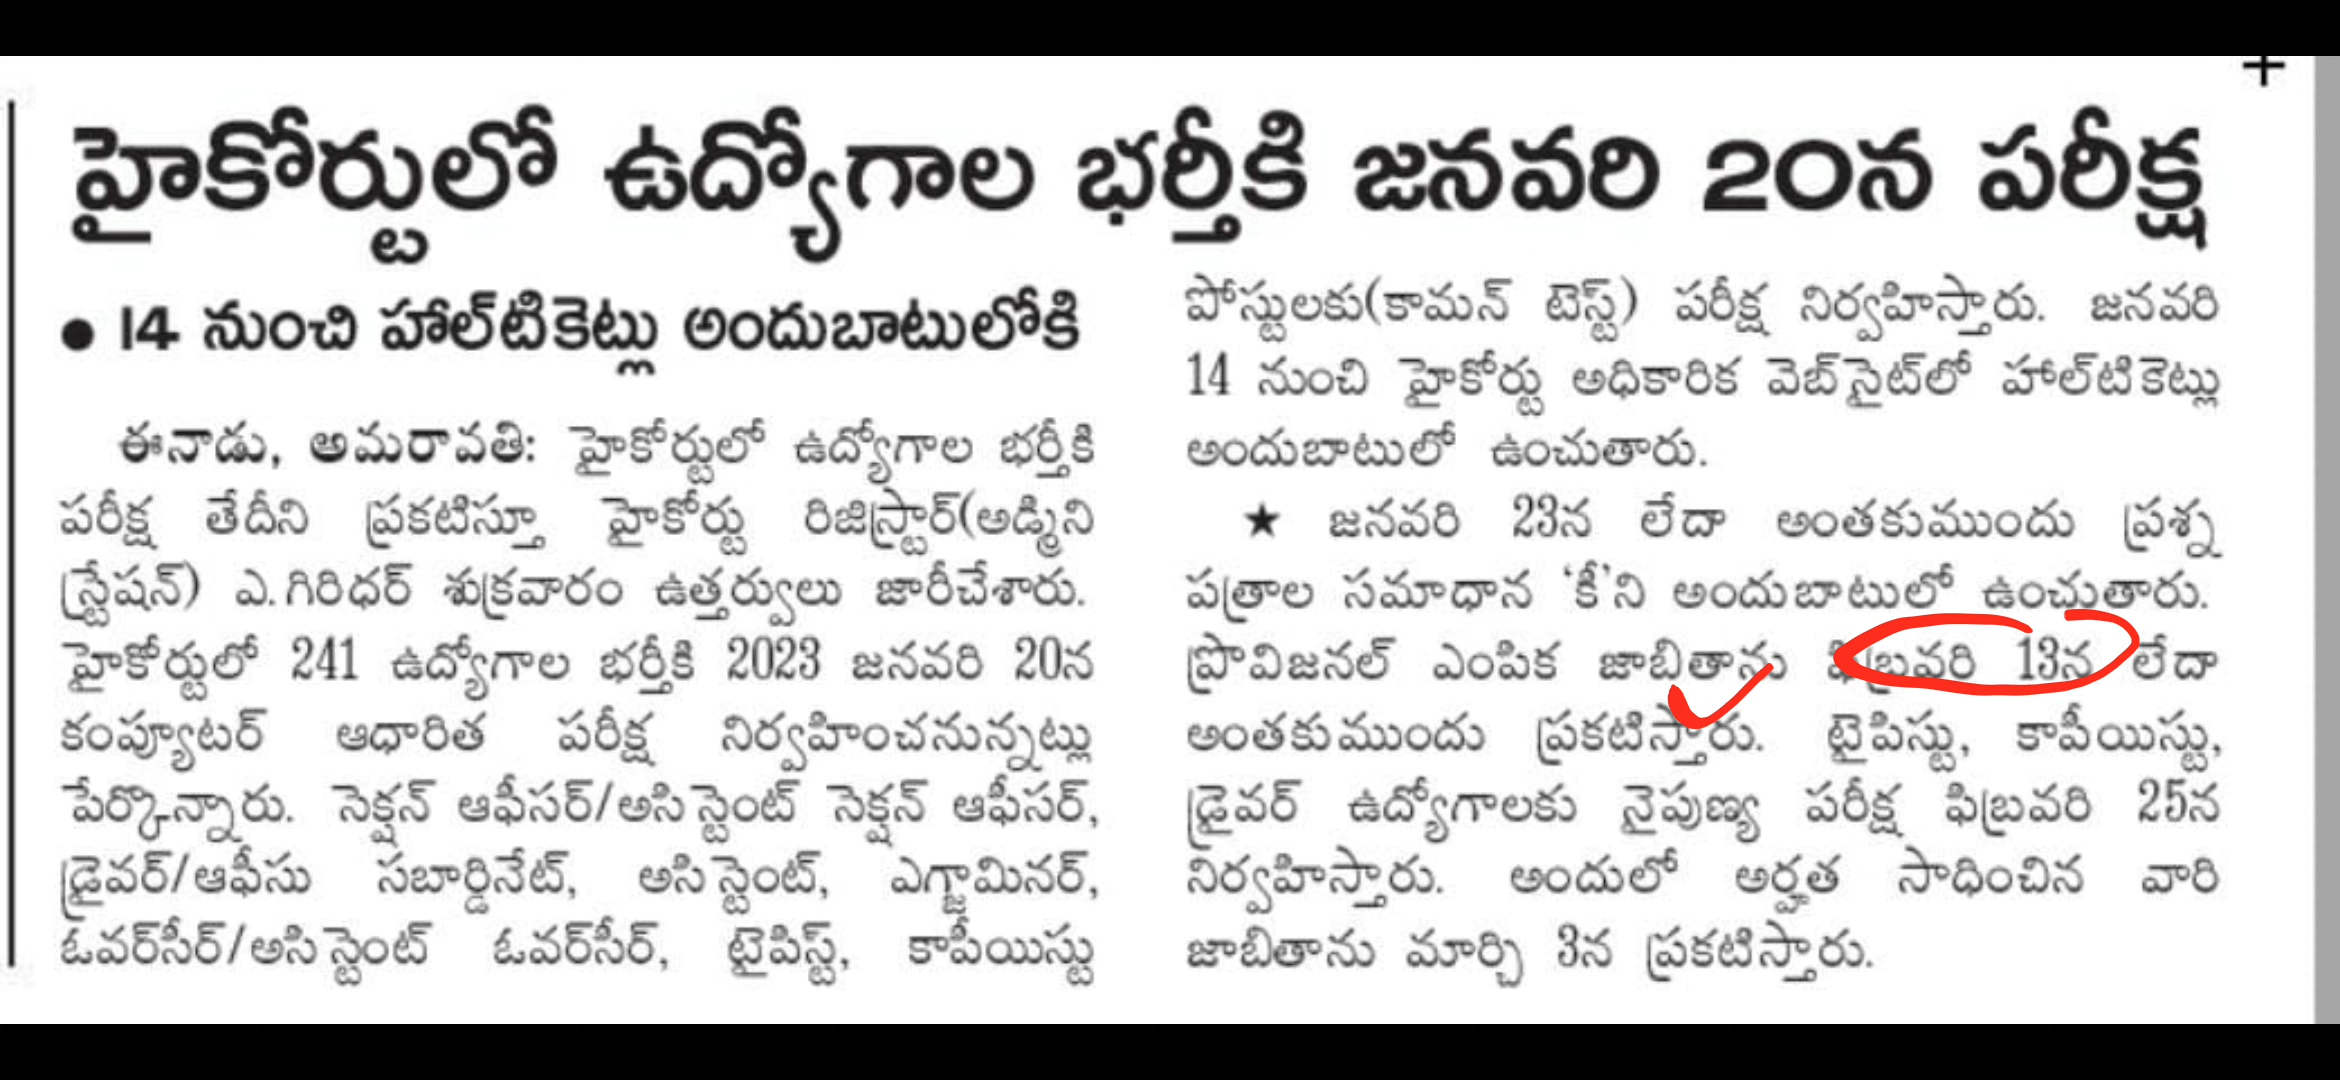 హైకోర్టులో ఉద్యోగాల భర్తీకి జనవరి 20న పరీక్ష
● 14 నుంచి హాల్‌టికెట్లు అందుబాటులోకి
ఈనాడు, అమరావతి: హైకోర్టులో ఉద్యోగాల భర్తీకి
పరీక్ష తేదీని ప్రకటిస్తూ హైకోర్టు రిజిస్ట్రార్(అడ్మిని
స్ట్రేషన్) ఎ.గిరిధర్ శుక్రవారం ఉత్తర్వులు జారీచేశారు.
హైకోర్టులో 241 ఉద్యోగాల భర్తీకి 2023 జనవరి 20న
కంప్యూటర్ ఆధారిత పరీక్ష నిర్వహించనున్నట్లు
పేర్కొన్నారు. సెక్షన్ ఆఫీసర్/అసిస్టెంట్ సెక్షన్ ఆఫీసర్,
డ్రైవర్/ఆఫీసు సబార్డినేట్, అసిస్టెంట్, ఎగ్జామినర్,
ఓవర్‌సీర్/అసిస్టెంట్ ఓవర్‌సీర్, టైపిస్ట్, కాపీయిస్టు
పోస్టులకు(కామన్ టెస్ట్) పరీక్ష నిర్వహిస్తారు. జనవరి
14 నుంచి హైకోర్టు అధికారిక వెబ్‌సైట్‌లో హాల్‌టికెట్లు
అందుబాటులో ఉంచుతారు.
★ జనవరి 23న లేదా అంతకుముందు ప్రశ్న
పత్రాల సమాధాన ‘కీ’ని అందుబాటులో ఉంచుతారు.
ప్రొవిజనల్ ఎంపిక జాబితాను ఫిబ్రవరి 13న లేదా
అంతకుముందు ప్రకటిస్తారు. టైపిస్టు, కాపీయిస్టు,
డ్రైవర్ ఉద్యోగాలకు నైపుణ్య పరీక్ష ఫిబ్రవరి 25న
నిర్వహిస్తారు. అందులో అర్హత సాధించిన వారి
జాబితాను మార్చి 3న ప్రకటిస్తారు.